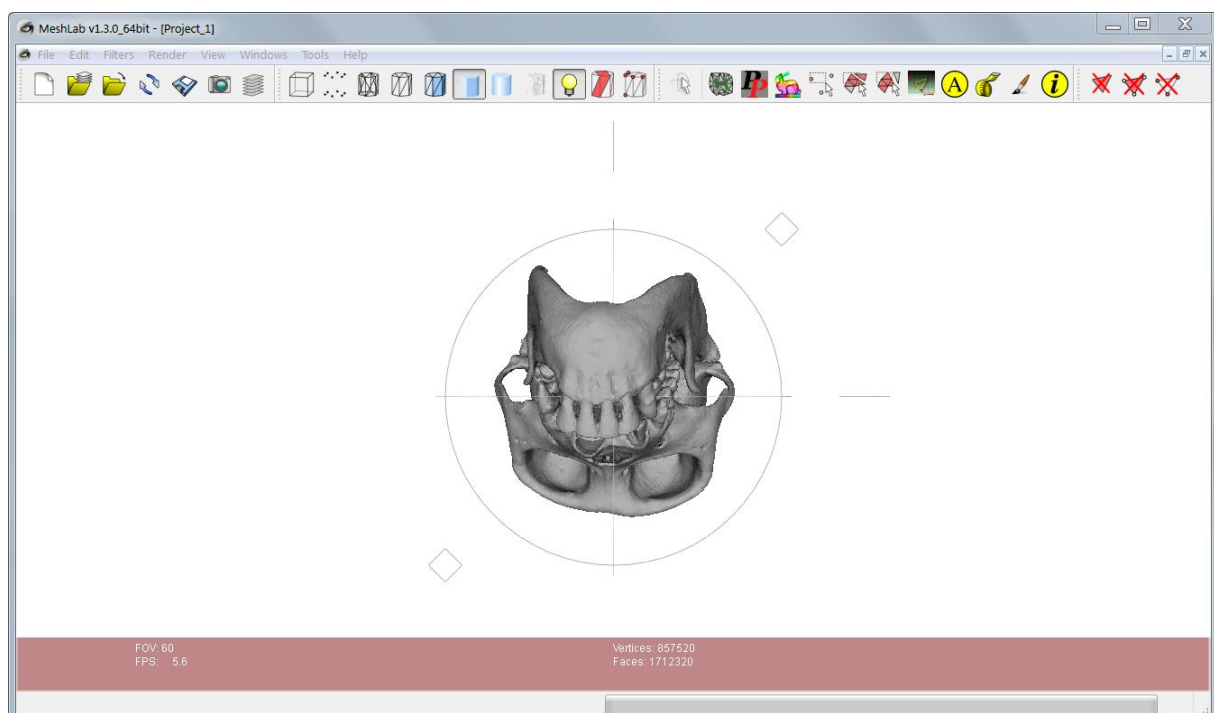 MeshLab v1.3.0_64bit - [Project_1]
File Edit Filters Render View Windows Tools Help
PP A i
FOV: 60
FPS: 5.6
Vertices: 857520
Faces: 1712320